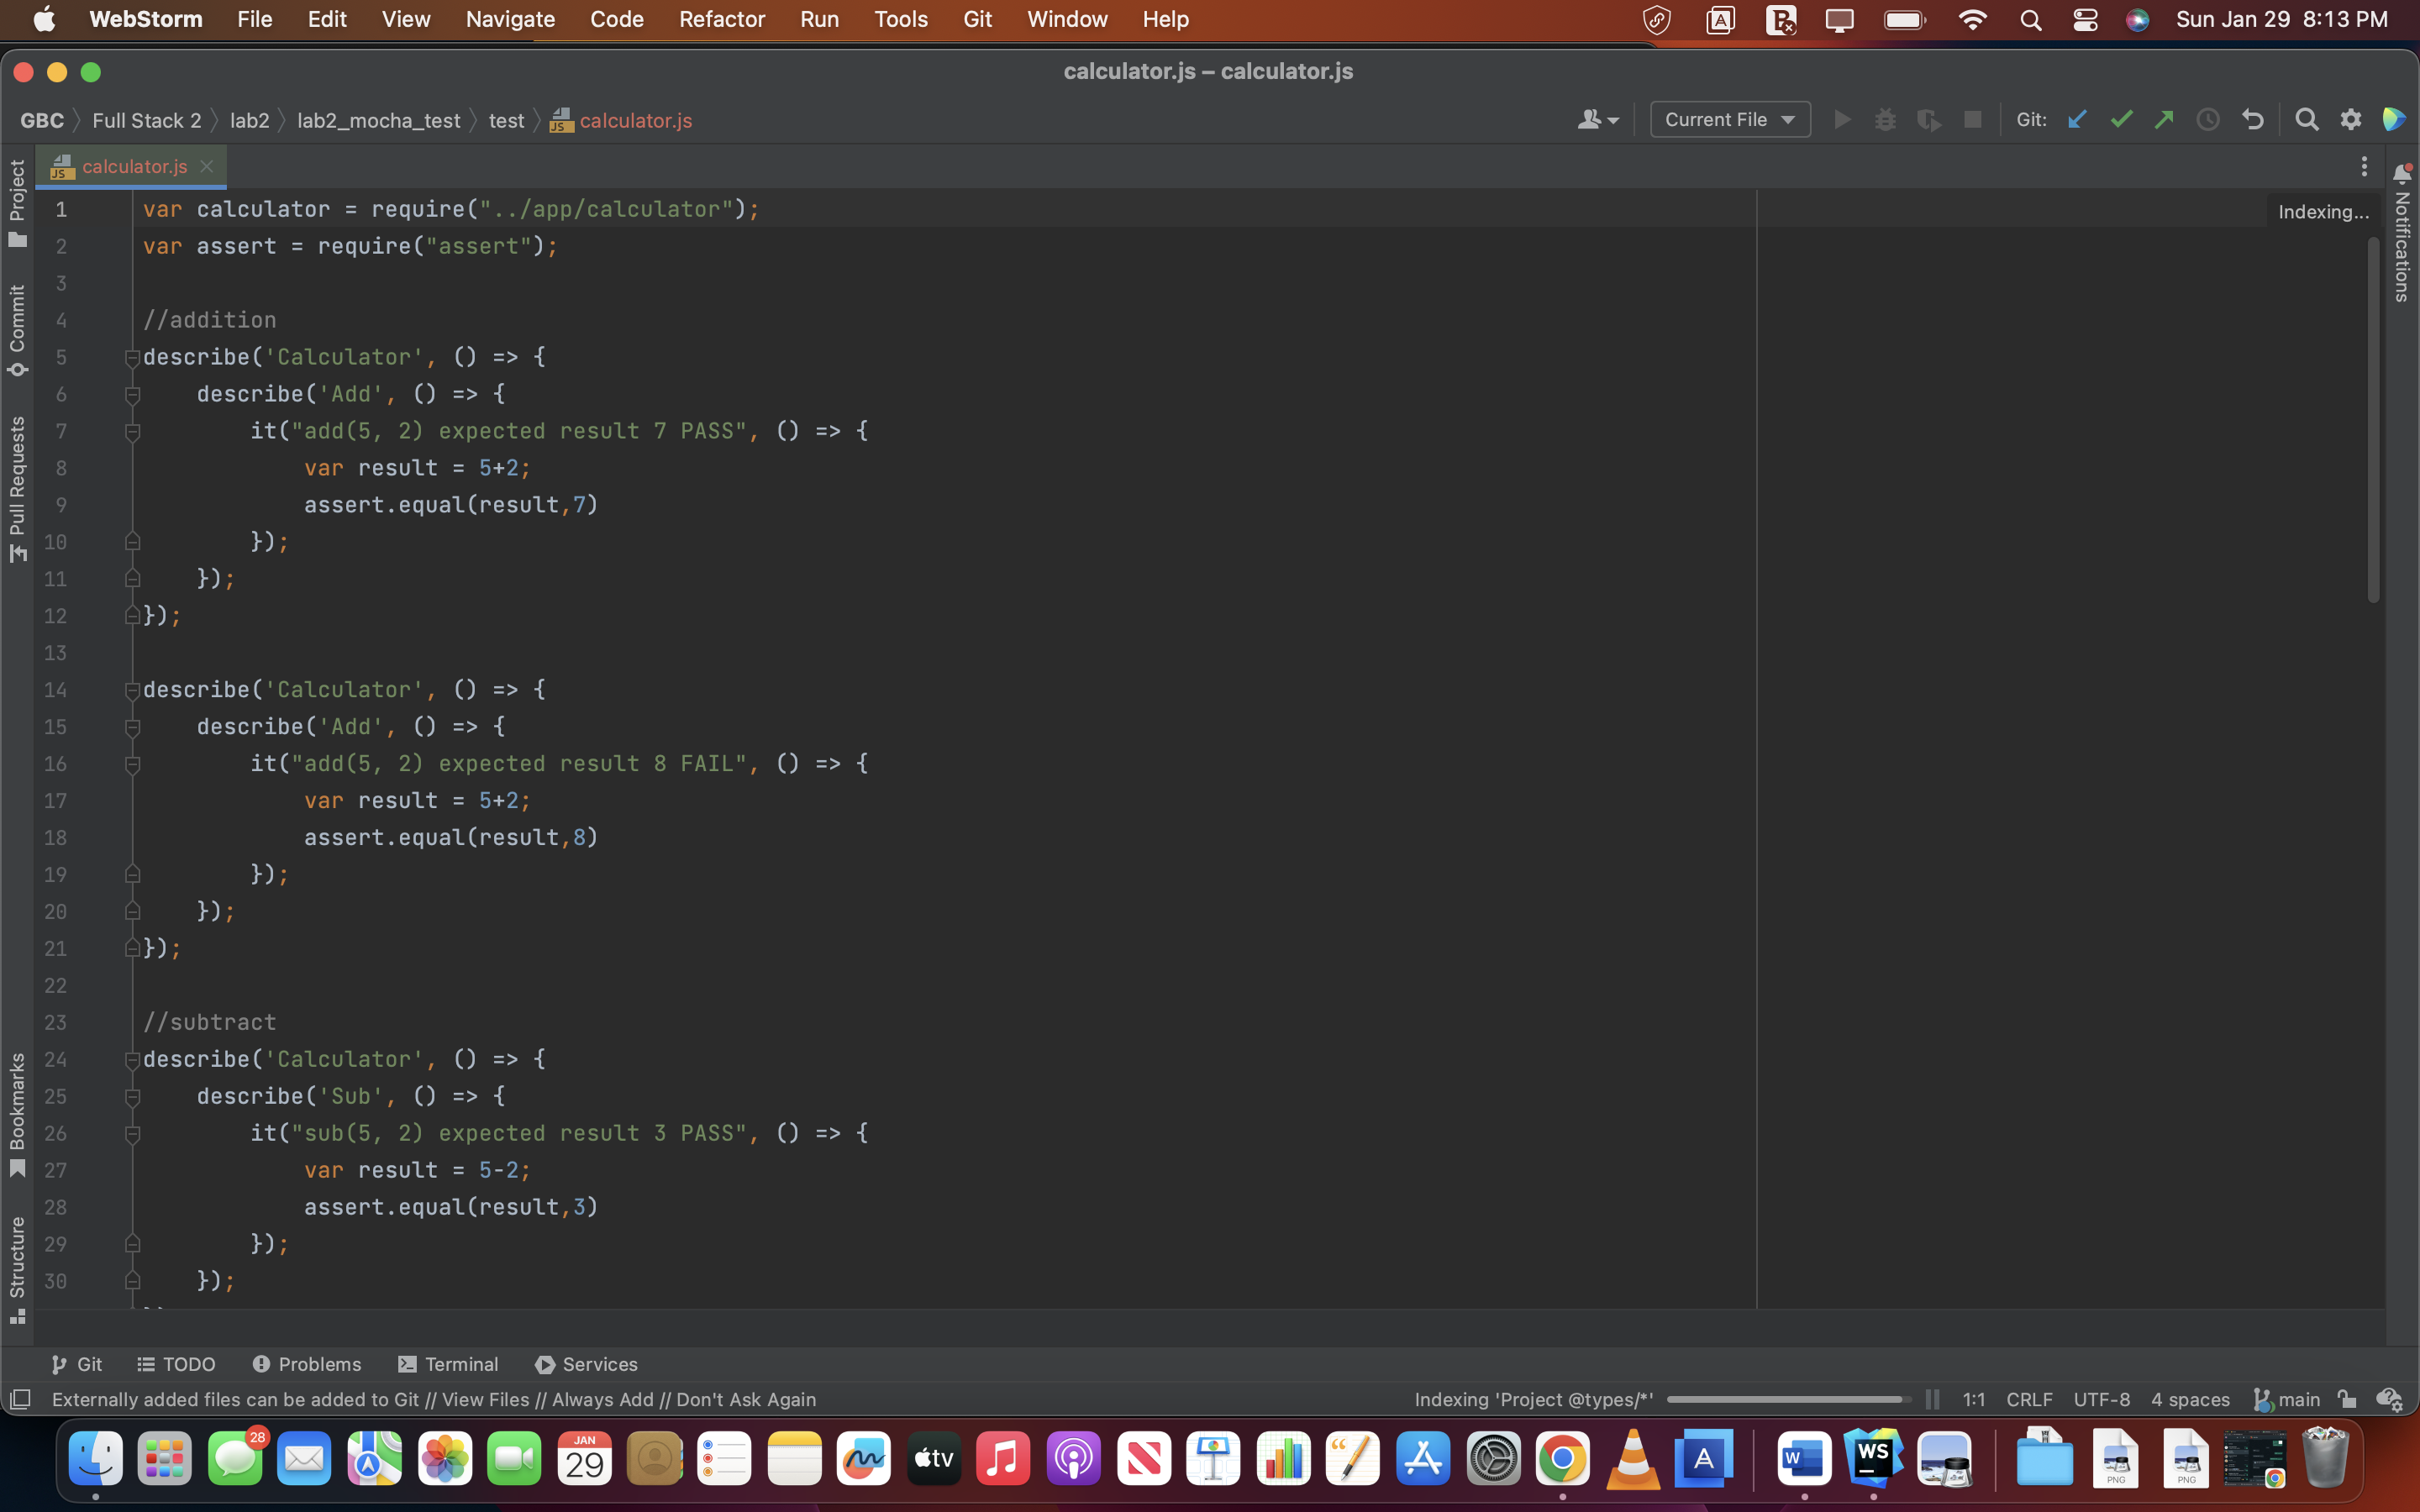 WebStorm File Edit View Navigate Code Refactor Run Tools Git Window Help Sun Jan 29 8:13 PM
calculator.js – calculator.js
GBC Full Stack 2 lab2 lab2_mocha_test test JS calculator.js Current File Git:
JS calculator.js
Project
Commit
Pull Requests
Bookmarks
Structure
Notifications
Indexing...
1 var calculator = require("../app/calculator");
2 var assert = require("assert");
3
4 //addition
5 describe('Calculator', () => {
6 describe('Add', () => {
7 it("add(5, 2) expected result 7 PASS", () => {
8 var result = 5+2;
9 assert.equal(result,7)
10 });
11 });
12 });
13
14 describe('Calculator', () => {
15 describe('Add', () => {
16 it("add(5, 2) expected result 8 FAIL", () => {
17 var result = 5+2;
18 assert.equal(result,8)
19 });
20 });
21 });
22
23 //subtract
24 describe('Calculator', () => {
25 describe('Sub', () => {
26 it("sub(5, 2) expected result 3 PASS", () => {
27 var result = 5-2;
28 assert.equal(result,3)
29 });
30 });
Git TODO Problems Terminal Services
Externally added files can be added to Git // View Files // Always Add // Don't Ask Again Indexing 'Project @types/*' 1:1 CRLF UTF-8 4 spaces main
28
JAN
29
tv
A
W
WS
PNG
PNG